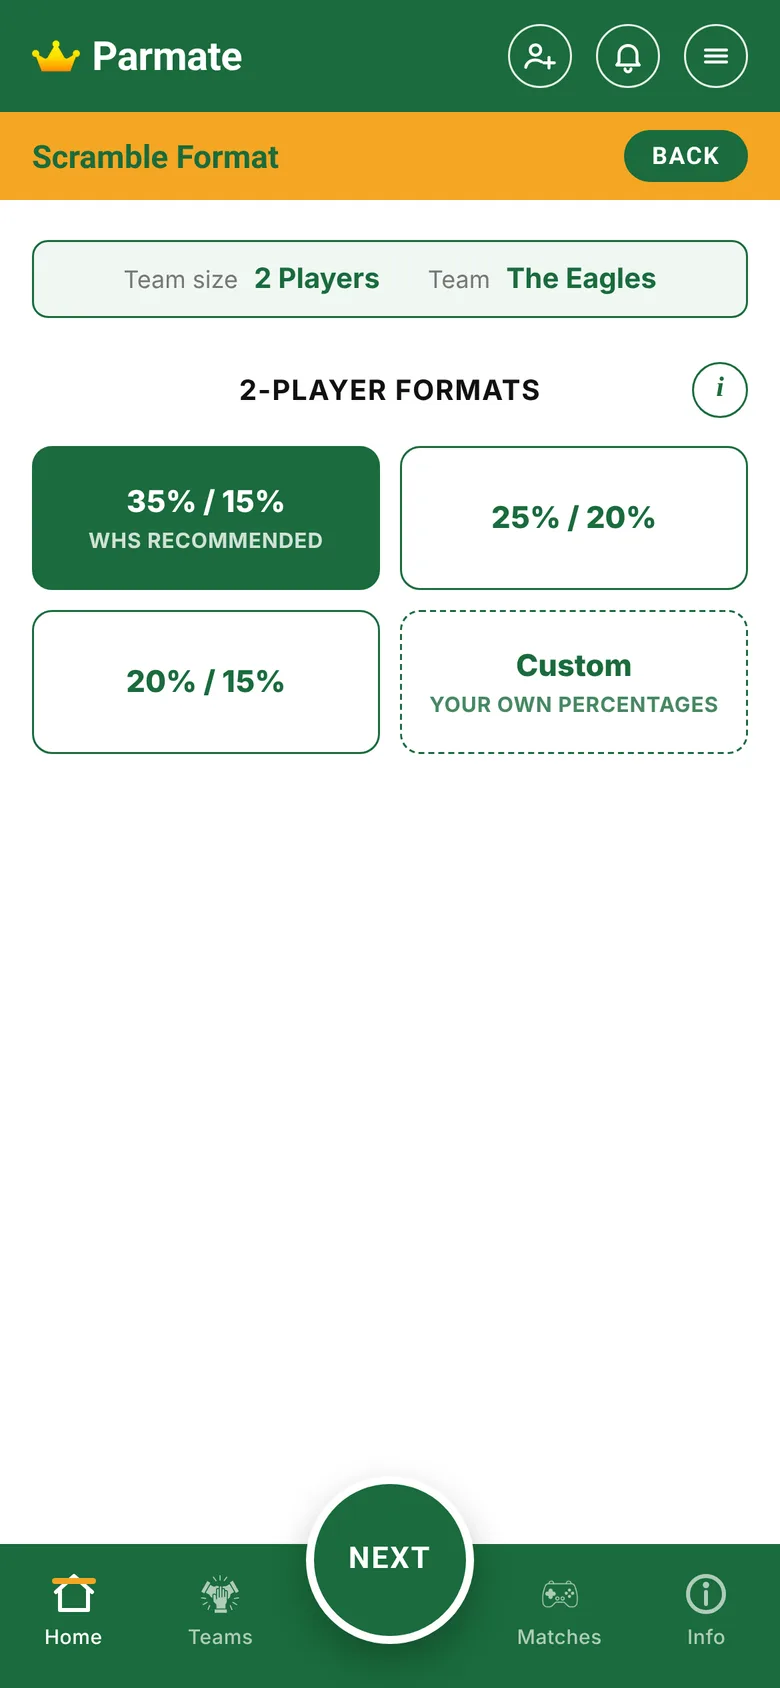 Parmate
Scramble Format
BACK
Team size 2 Players Team The Eagles
2-PLAYER FORMATS i
35% / 15%
WHS RECOMMENDED
25% / 20%
20% / 15%
Custom
YOUR OWN PERCENTAGES
NEXT
Home
Teams
Matches
Info